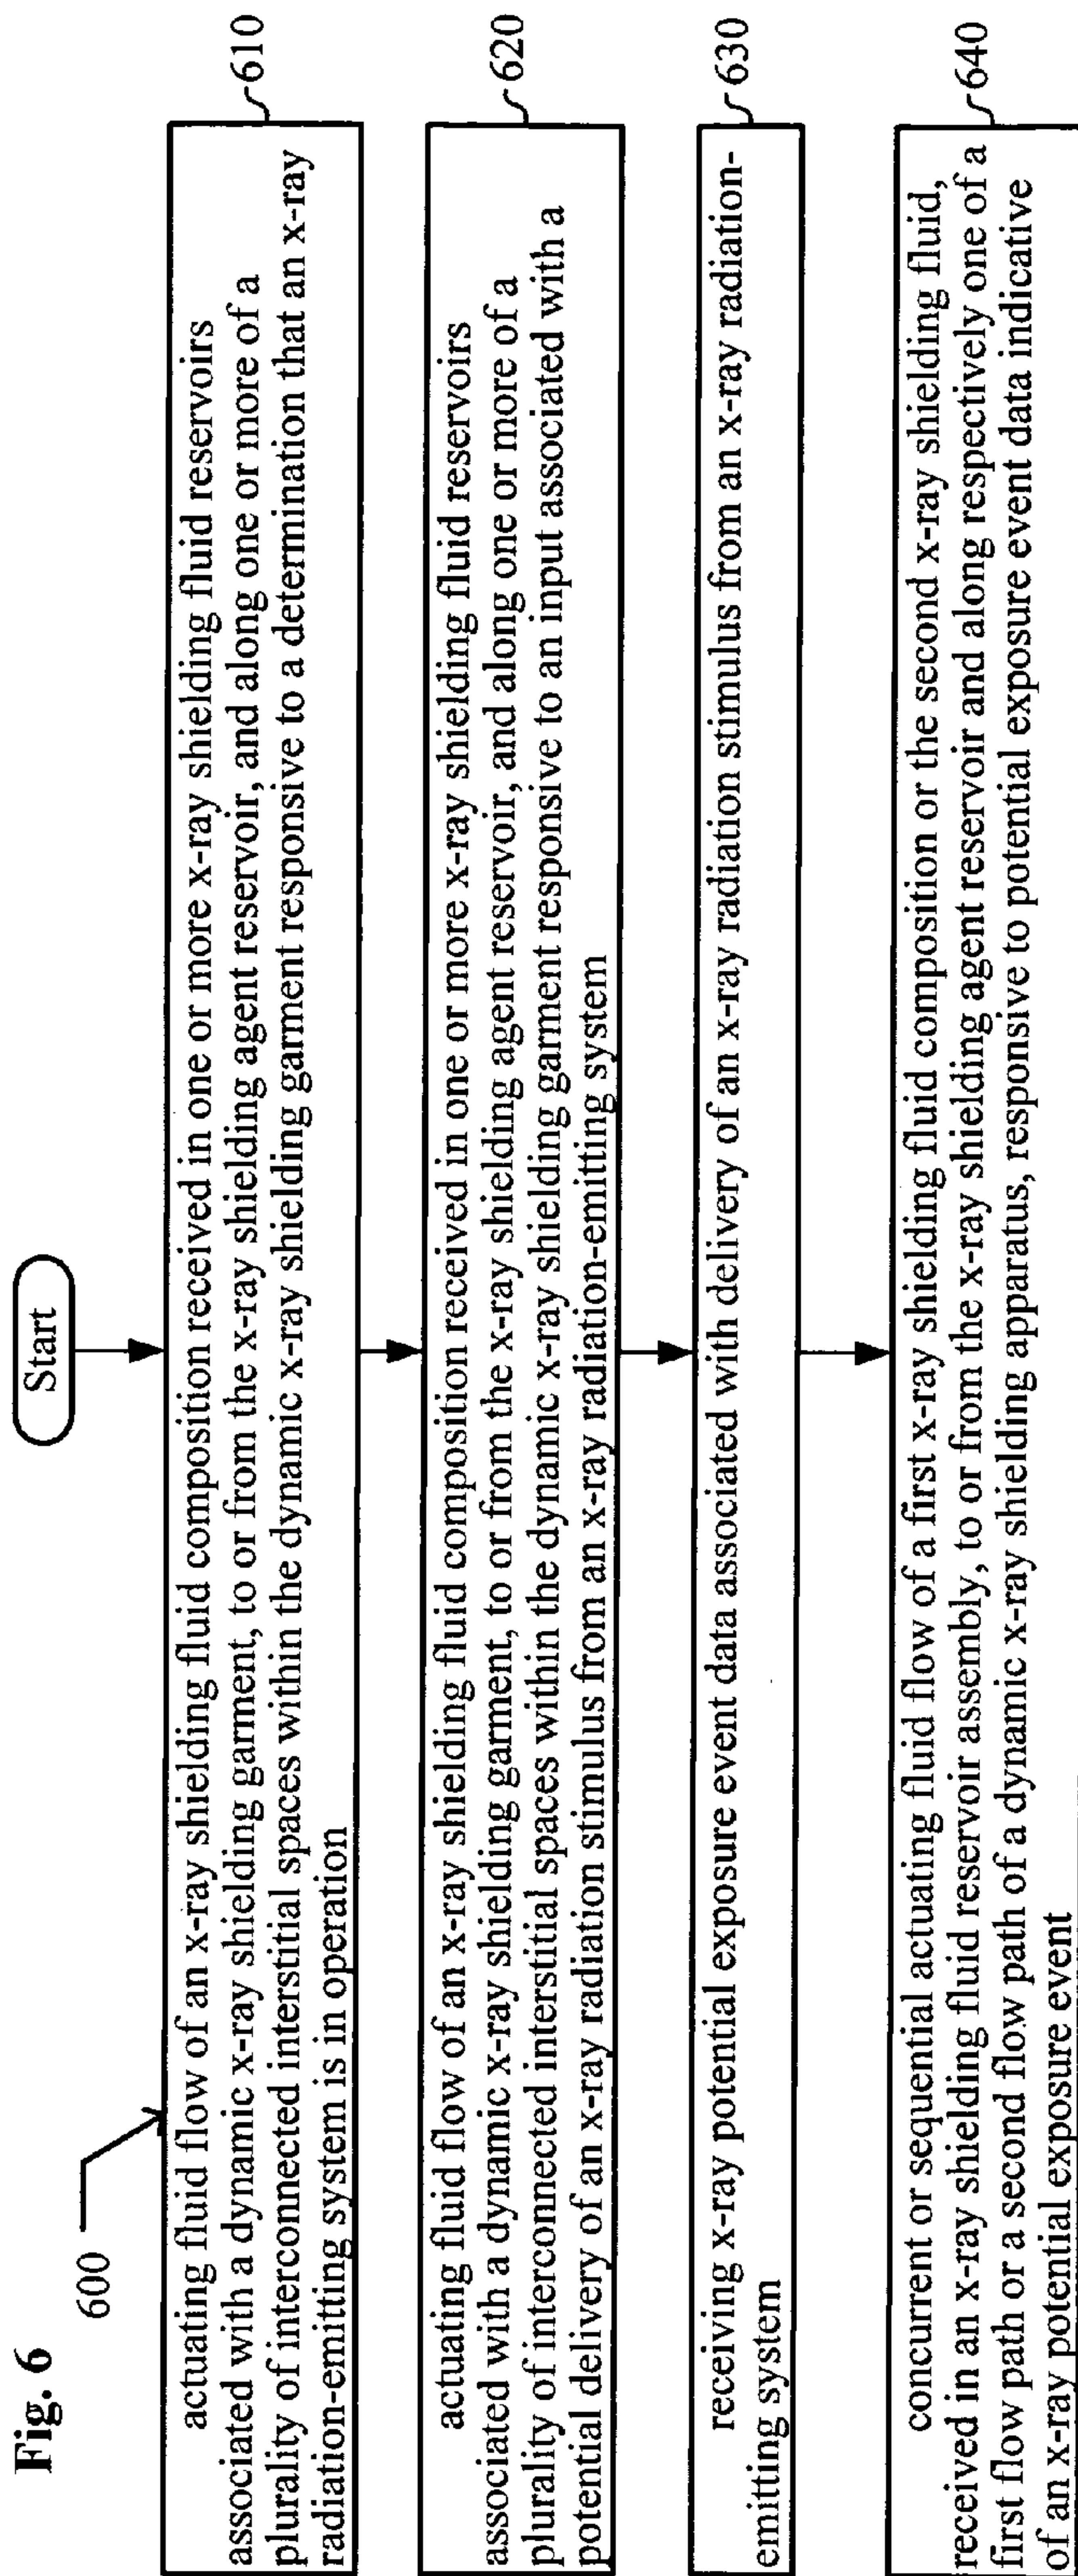 Fig. 6
600
Start
actuating fluid flow of an x-ray shielding fluid composition received in one or more x-ray shielding fluid reservoirs
associated with a dynamic x-ray shielding garment, to or from the x-ray shielding agent reservoir, and along one or more of a
plurality of interconnected interstitial spaces within the dynamic x-ray shielding garment responsive to a determination that an x-ray
radiation-emitting system is in operation
610
actuating fluid flow of an x-ray shielding fluid composition received in one or more x-ray shielding fluid reservoirs
associated with a dynamic x-ray shielding garment, to or from the x-ray shielding agent reservoir, and along one or more of a
plurality of interconnected interstitial spaces within the dynamic x-ray shielding garment responsive to an input associated with a
potential delivery of an x-ray radiation stimulus from an x-ray radiation-emitting system
620
receiving x-ray potential exposure event data associated with delivery of an x-ray radiation stimulus from an x-ray radiation-
emitting system
630
concurrent or sequential actuating fluid flow of a first x-ray shielding fluid composition or the second x-ray shielding fluid,
received in an x-ray shielding fluid reservoir assembly, to or from the x-ray shielding agent reservoir and along respectively one of a
first flow path or a second flow path of a dynamic x-ray shielding apparatus, responsive to potential exposure event data indicative
of an x-ray potential exposure event
640